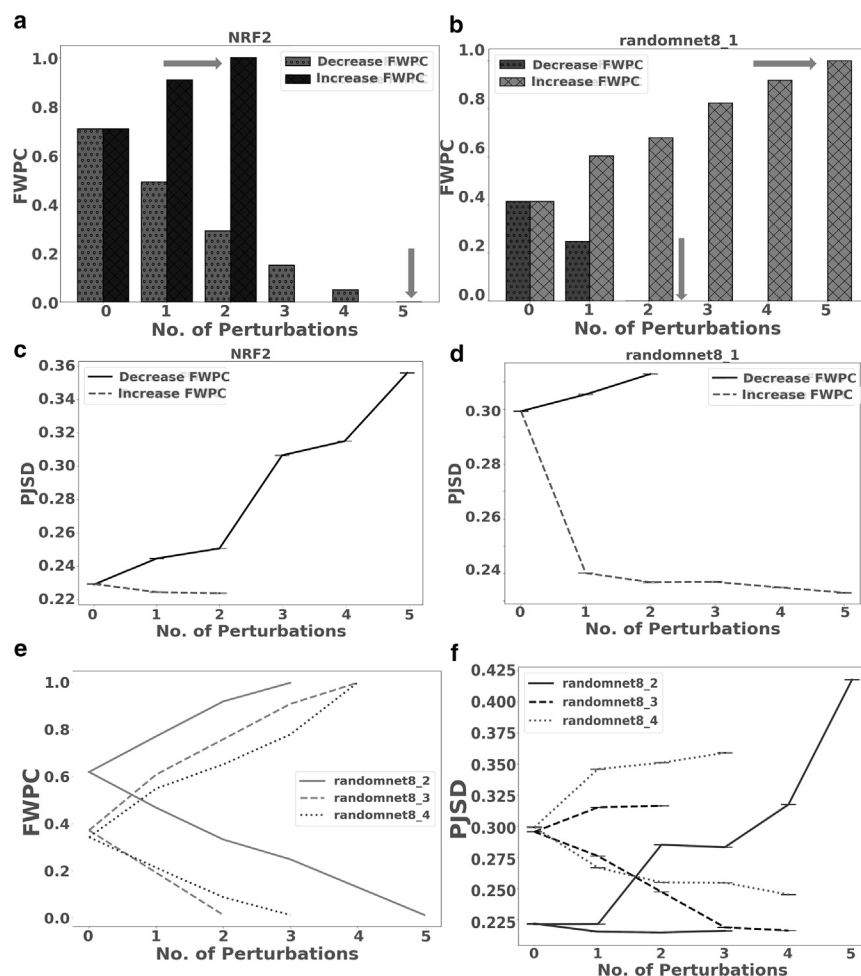 a
NRF2
FWPC
1.0
0.8
0.6
0.4
0.2
0.0
Decrease FWPC
Increase FWPC
0 1 2 3 4 5
No. of Perturbations
b
randomnet8_1
FWPC
1.0
0.8
0.6
0.4
0.2
0.0
Decrease FWPC
Increase FWPC
0 1 2 3 4 5
No. of Perturbations
c
NRF2
PJSD
0.36
0.34
0.32
0.30
0.28
0.26
0.24
0.22
Decrease FWPC
Increase FWPC
0 1 2 3 4 5
No. of Perturbations
d
randomnet8_1
PJSD
0.30
0.28
0.26
0.24
Decrease FWPC
Increase FWPC
0 1 2 3 4 5
No. of Perturbations
e
FWPC
1.0
0.8
0.6
0.4
0.2
0.0
randomnet8_2
randomnet8_3
randomnet8_4
0 1 2 3 4 5
No. of Perturbations
f
PJSD
0.425
0.400
0.375
0.350
0.325
0.300
0.275
0.250
0.225
randomnet8_2
randomnet8_3
randomnet8_4
0 1 2 3 4 5
No. of Perturbations